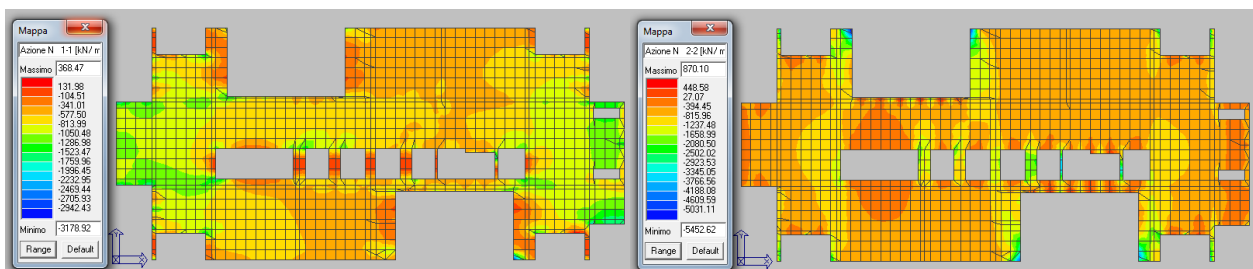 Mappa
Azione N 1-1 [kN/ m
Massimo 368.47
131.98
-104.51
-341.01
-577.50
-813.99
-1050.48
-1286.98
-1523.47
-1759.96
-1996.45
-2232.95
-2469.44
-2705.93
-2942.43
Minimo -3178.92
Range Default
Y
X
Mappa
Azione N 2-2 [kN/ m
Massimo 870.10
448.58
27.07
-394.45
-815.96
-1237.48
-1658.99
-2080.50
-2502.02
-2923.53
-3345.05
-3766.56
-4188.08
-4609.59
-5031.11
Minimo -5452.62
Range Default
Y
X